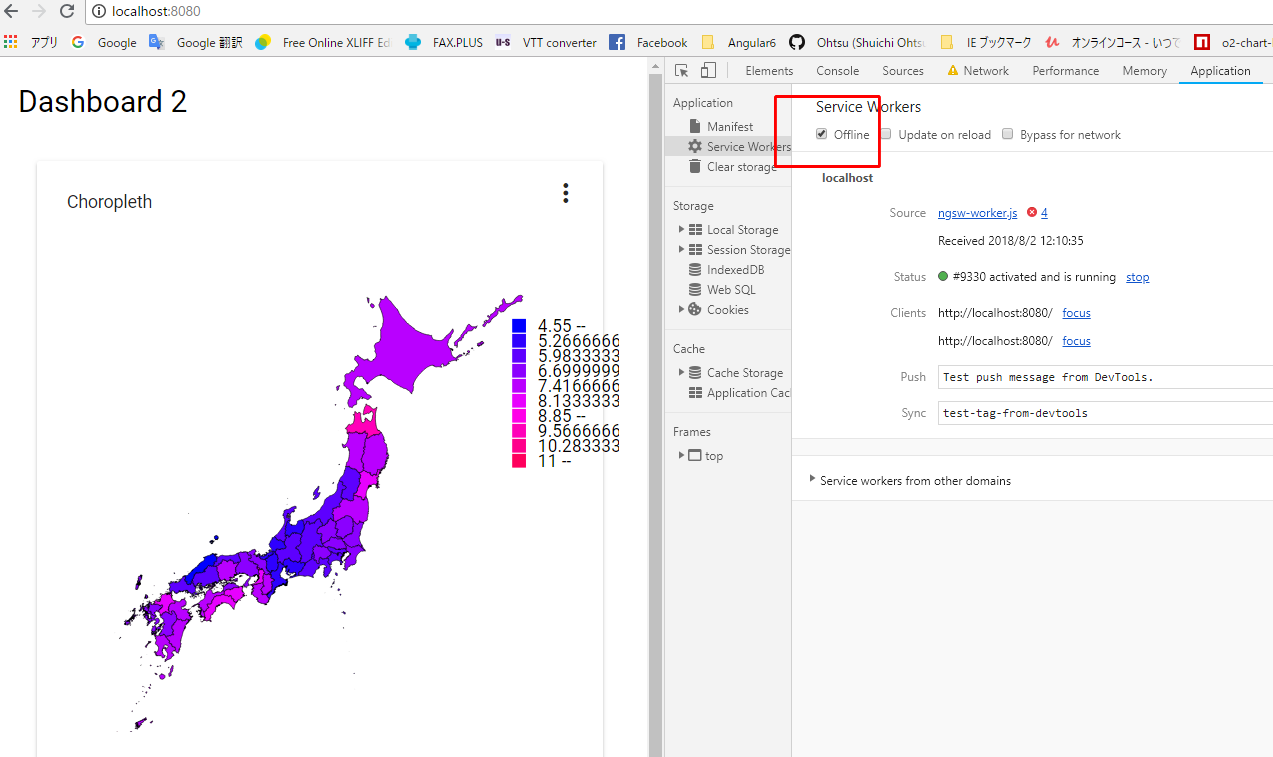 localhost:8080
アプリ Google Google 翻訳 Free Online XLIFF Ed FAX.PLUS U-S VTT converter Facebook Angular6 Ohtsu (Shuichi Ohtsu IE ブックマーク オンラインコース - いつで o2-chart-
Elements Console Sources Network Performance Memory Application
Dashboard 2
Choropleth
4.55 --
5.2666666
5.9833333
6.6999999
7.4166666
8.1333333
8.85 --
9.5666666
10.283333
11 --
Application
Manifest
Service Workers
Clear storage
Storage
Local Storage
Session Storage
IndexedDB
Web SQL
Cookies
Cache
Cache Storage
Application Cac
Frames
top
Service Workers
Offline Update on reload Bypass for network
localhost
Source ngsw-worker.js 4
Received 2018/8/2 12:10:35
Status #9330 activated and is running stop
Clients http://localhost:8080/ focus
http://localhost:8080/ focus
Push Test push message from DevTools.
Sync test-tag-from-devtools
Service workers from other domains